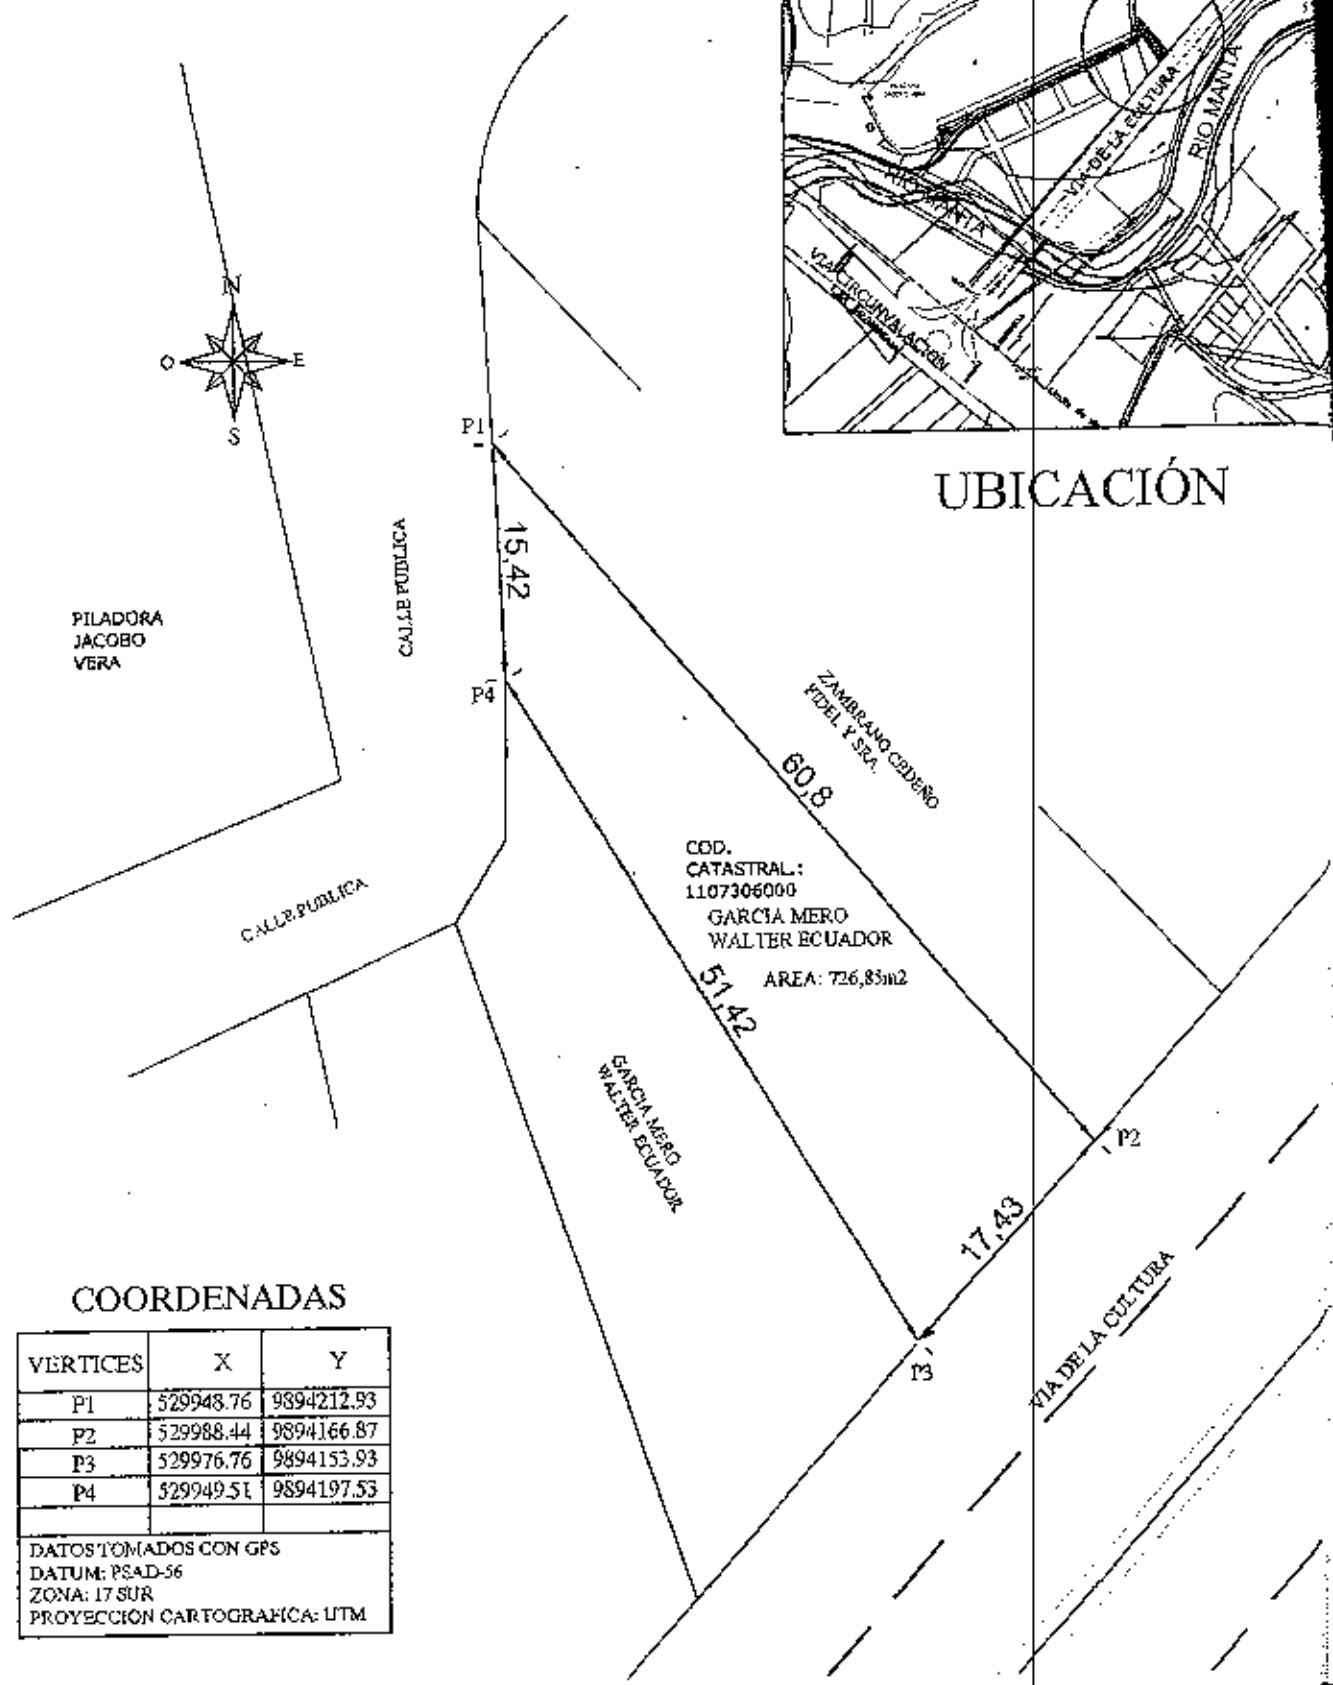 VIA DE LA CULTURA
RIO MANTA
RIO MANTA
VIA CIRCUNVALACION
UBICACIÓN
N
O
E
S
P1
15,42
CALLE PUBLICA
PILADORA
JACOBO
VERA
P4
ZAMBRANO CEDEÑO
FIDEL Y SRA.
60,8
COD.
CATASTRAL.:
1107306000
GARCIA MERO
WALTER ECUADOR
AREA: 726,85m2
CALLE PUBLICA
51,42
GARCIA MERO
WALTER ECUADOR
P2
17,43
VIA DE LA CULTURA
P3
COORDENADAS
VERTICES X Y
P1 529948.76 9894212.93
P2 529988.44 9894166.87
P3 529976.76 9894153.93
P4 529949.51 9894197.53
DATOS TOMADOS CON GPS
DATUM: PSAD-56
ZONA: 17 SUR
PROYECCION CARTOGRAFICA: UTM